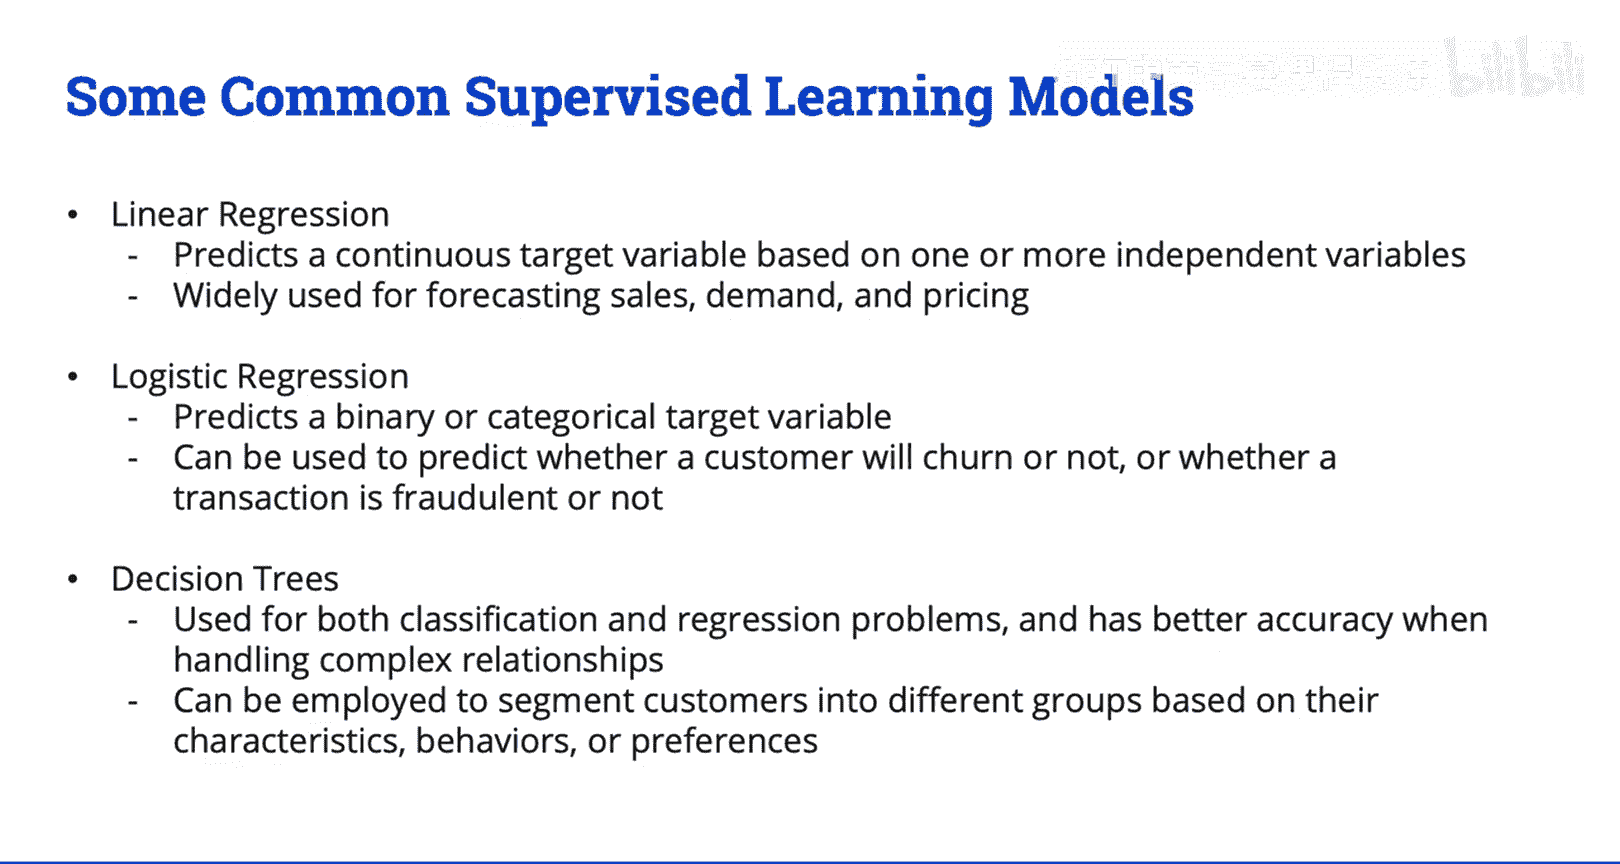 Some Common Supervised Learning Models
bilibili
• Linear Regression
- Predicts a continuous target variable based on one or more independent variables
- Widely used for forecasting sales, demand, and pricing
• Logistic Regression
- Predicts a binary or categorical target variable
- Can be used to predict whether a customer will churn or not, or whether a
transaction is fraudulent or not
• Decision Trees
- Used for both classification and regression problems, and has better accuracy when
handling complex relationships
- Can be employed to segment customers into different groups based on their
characteristics, behaviors, or preferences